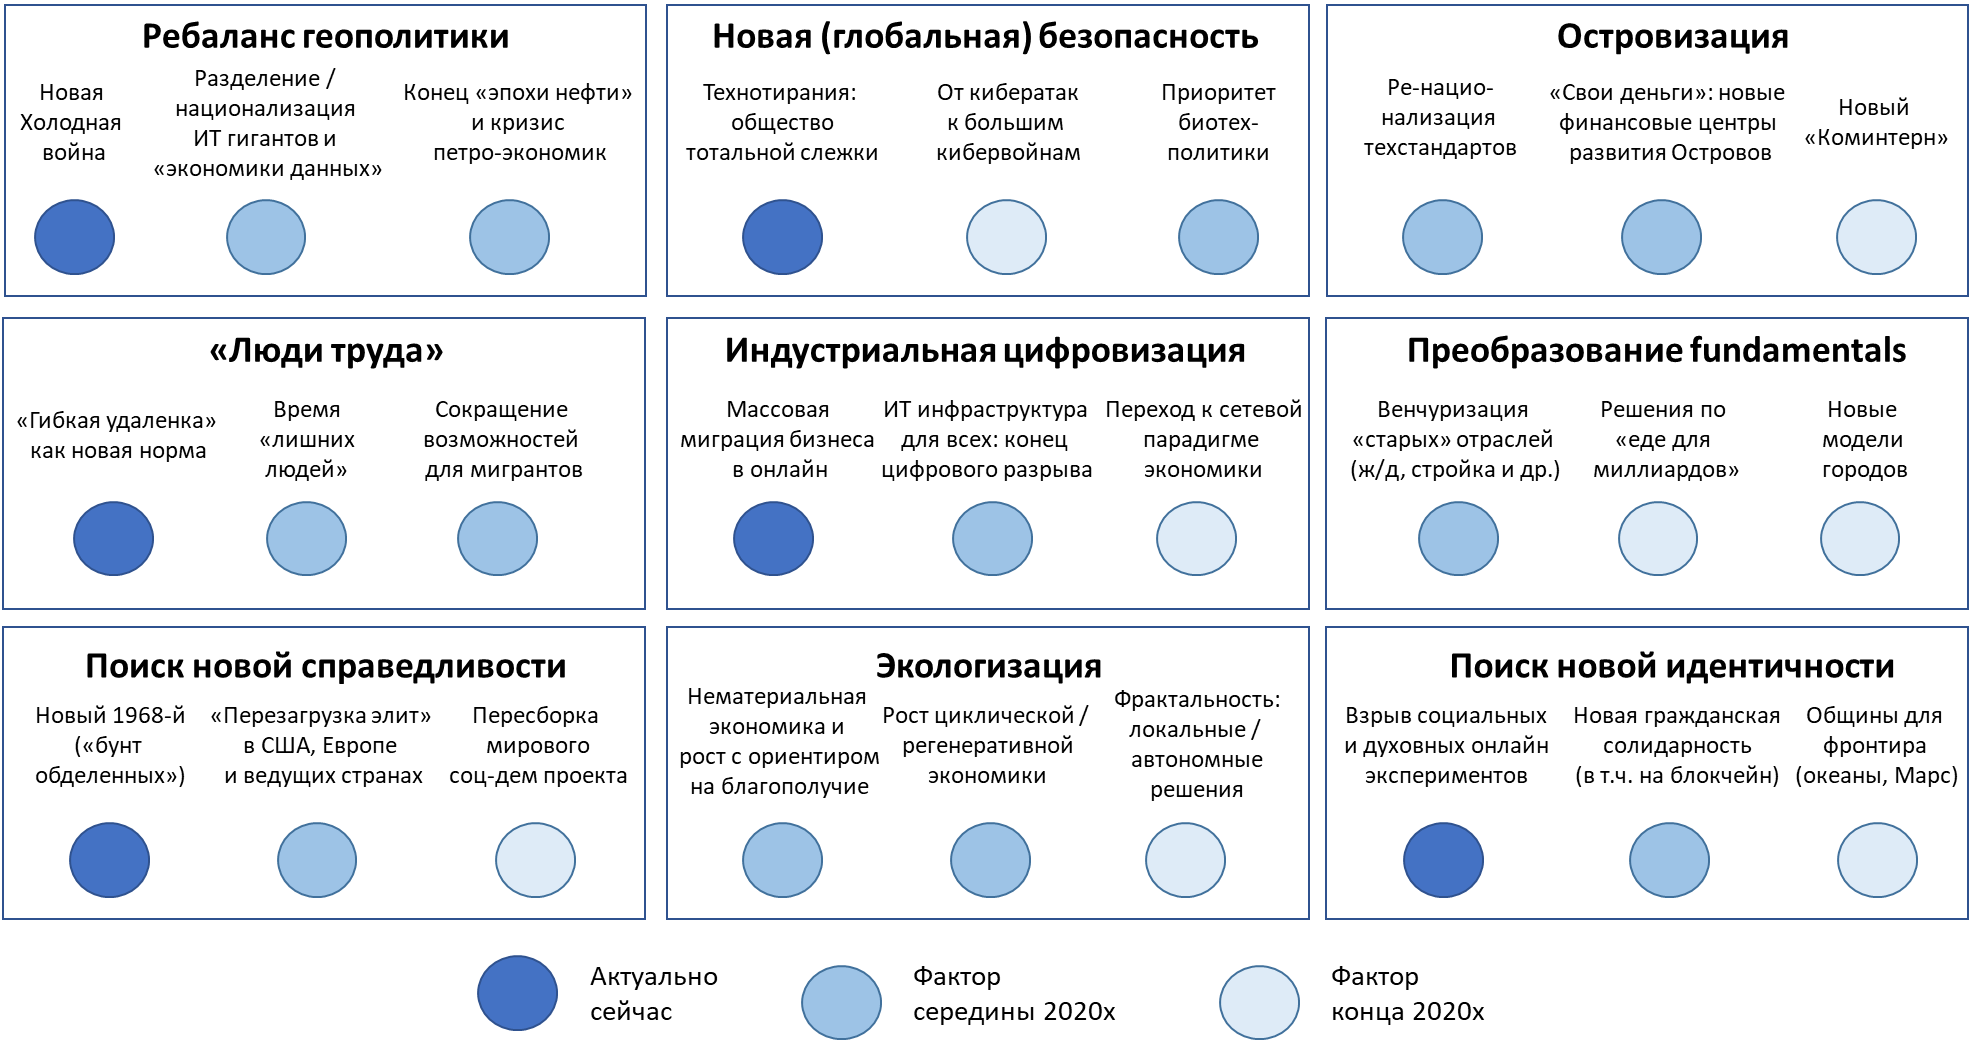 Ребаланс геополитики
Новая
Холодная
война
Разделение /
национализация
ИТ гигантов и
«экономики данных»
Конец «эпохи нефти»
и кризис
петро-экономик
Новая (глобальная) безопасность
Технотирания:
общество
тотальной слежки
От кибератак
к большим
кибервойнам
Приоритет
биотех-
политики
Островизация
Ре-нацио-
нализация
техстандартов
«Свои деньги»: новые
финансовые центры
развития Островов
Новый
«Коминтерн»
«Люди труда»
«Гибкая удаленка»
как новая норма
Время
«лишних
людей»
Сокращение
возможностей
для мигрантов
Индустриальная цифровизация
Массовая
миграция бизнеса
в онлайн
ИТ инфраструктура
для всех: конец
цифрового разрыва
Переход к сетевой
парадигме
экономики
Преобразование fundamentals
Венчуризация
«старых» отраслей
(ж/д, стройка и др.)
Решения по
«еде для
миллиардов»
Новые
модели
городов
Поиск новой справедливости
Новый 1968-й
(«бунт
обделенных»)
«Перезагрузка элит»
в США, Европе
и ведущих странах
Пересборка
мирового
соц-дем проекта
Экологизация
Нематериальная
экономика и
рост с ориентиром
на благополучие
Рост циклической /
регенеративной
экономики
Фрактальность:
локальные /
автономные
решения
Поиск новой идентичности
Взрыв социальных
и духовных онлайн
экспериментов
Новая гражданская
солидарность
(в т.ч. на блокчейн)
Общины для
фронтира
(океаны, Марс)
Актуально
сейчас
Фактор
середины 2020х
Фактор
конца 2020х